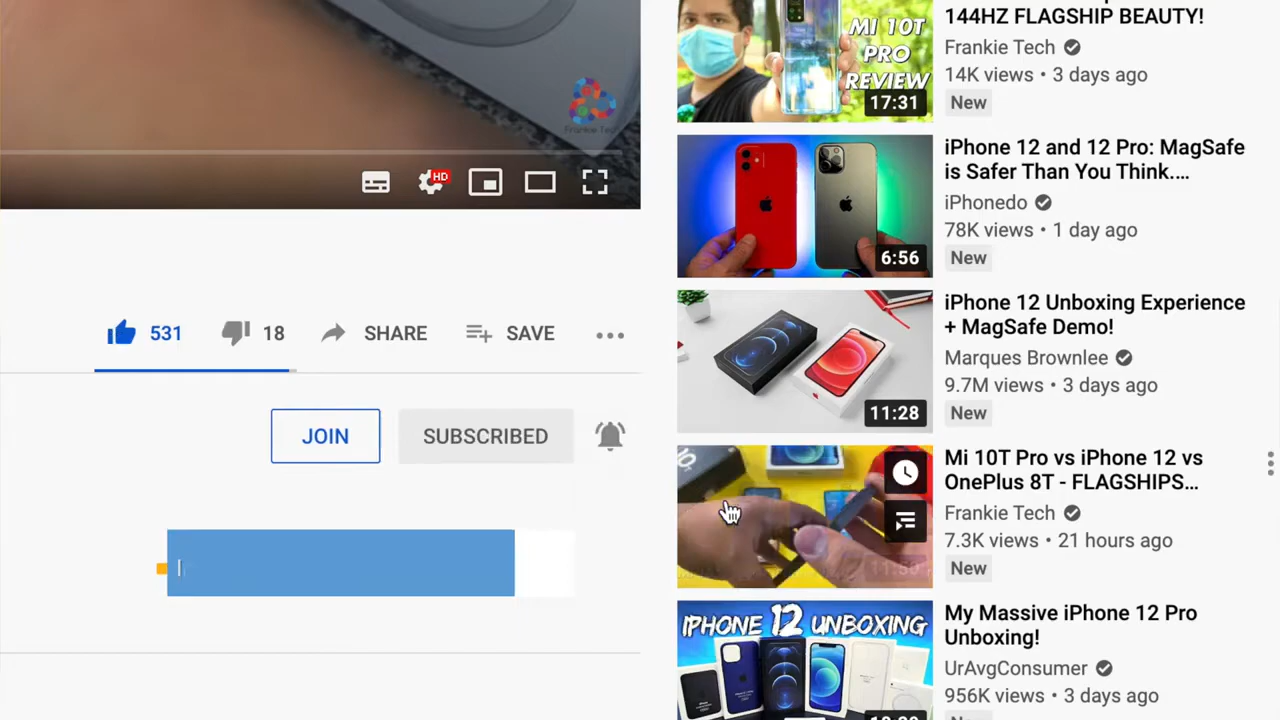 Frankie Tech
HD
531
18
SHARE
SAVE
JOIN
SUBSCRIBED
MI 10T
PRO
REVIEW
17:31
144HZ FLAGSHIP BEAUTY!
Frankie Tech
14K views • 3 days ago
New
6:56
iPhone 12 and 12 Pro: MagSafe
is Safer Than You Think....
iPhonedo
78K views • 1 day ago
New
11:28
iPhone 12 Unboxing Experience
+ MagSafe Demo!
Marques Brownlee
9.7M views • 3 days ago
New
Mi 10T Pro vs iPhone 12 vs
OnePlus 8T - FLAGSHIPS...
Frankie Tech
7.3K views • 21 hours ago
New
IPHONE 12 UNBOXING
My Massive iPhone 12 Pro
Unboxing!
UrAvgConsumer
956K views • 3 days ago